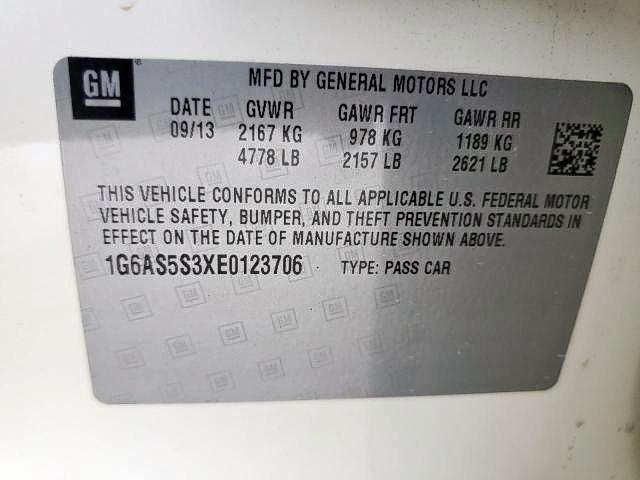 GM
MFD BY GENERAL MOTORS LLC
DATE GVWR GAWR FRT GAWR RR
09/13 2167 KG 978 KG 1189 KG
4778 LB 2157 LB 2621 LB
THIS VEHICLE CONFORMS TO ALL APPLICABLE U.S. FEDERAL MOTOR
VEHICLE SAFETY, BUMPER, AND THEFT PREVENTION STANDARDS IN
EFFECT ON THE DATE OF MANUFACTURE SHOWN ABOVE.
1G6AS5S3XE0123706 TYPE: PASS CAR